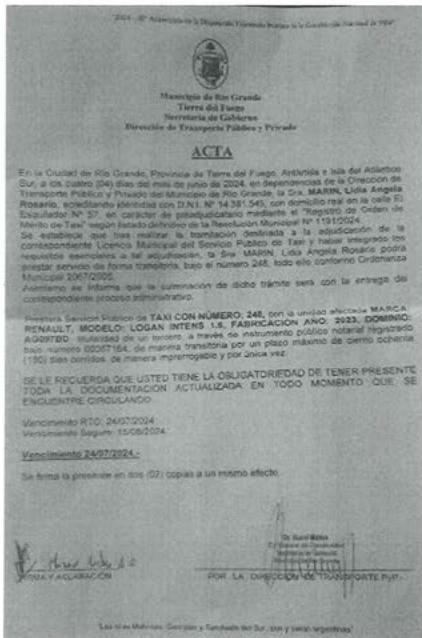 "2024 - 30° Aniversario de la
Constitución Nacional de 1994"
Municipio de Río Grande
Tierra del Fuego
Secretaría de Gobierno
Dirección de Transporte Público y Privado
ACTA
En la Ciudad de Río Grande, Provincia de Tierra del Fuego, Antártida e Isla del Atlántico
Sur, a los cuatro (04) días del mes de junio de 2024, en dependencias de la Dirección de
Transporte Público y Privado del Municipio de Río Grande, la Sra. MARIN, Lidia Angela
Rosario, acreditando identidad con D.N.I. N° 14.381.545, con domicilio real en la calle El
Esquilador N° 57, en carácter de preadjudicatario mediante el "Registro de Orden de
Mérito de Taxi" según listado definitivo de la Resolución Municipal N° 1191/2024.
Se establece que tras realizar la tramitación destinada a la adjudicación de la
correspondiente Licencia Municipal del Servicio Público de Taxi y haber integrado los
requisitos esenciales a tal adjudicación, la Sra. MARIN, Lidia Angela Rosario podrá
prestar servicio de forma transitoria, bajo el número 248, todo ello conforme Ordenanza
Municipal 2067/2005.
Asimismo se informa que la culminación de dicho trámite será con la entrega del
correspondiente proceso administrativo.
Prestará Servicio Público de TAXI CON NÚMERO: 248, con la unidad afectada MARCA:
RENAULT, MODELO: LOGAN INTENS 1.6, FABRICACIÓN AÑO: 2023, DOMINIO:
AG097BD titularidad de un tercero, a través de instrumento público notarial registrado
bajo número 00067164, de manera transitoria por un plazo máximo de ciento ochenta
(180) días corridos, de manera improrrogable y por única vez.
SE LE RECUERDA QUE USTED TIENE LA OBLIGATORIEDAD DE TENER PRESENTE
TODA LA DOCUMENTACIÓN ACTUALIZADA EN TODO MOMENTO QUE SE
ENCUENTRE CIRCULANDO.
Vencimiento RTO: 24/07/2024
Vencimiento Seguro: 15/06/2024
Vencimiento 24/07/2024.-
Se firma la presente en dos (02) copias a un mismo efecto.
FIRMA Y ACLARACIÓN
POR LA DIRECCIÓN DE TRANSPORTE PyP.-
"Las Islas Malvinas, Georgias y Sandwich del Sur, son y serán argentinas"